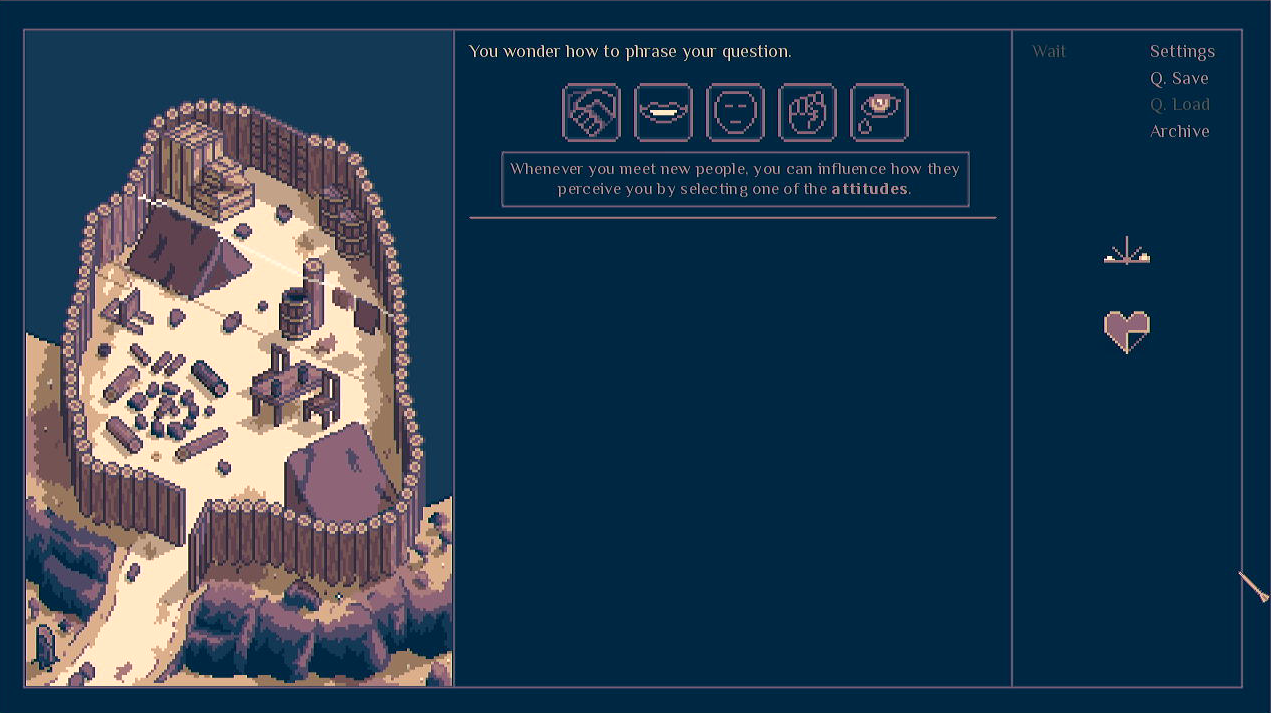 You wonder how to phrase your question.
Whenever you meet new people, you can influence how they
perceive you by selecting one of the attitudes.
Wait
Settings
Q. Save
Q. Load
Archive